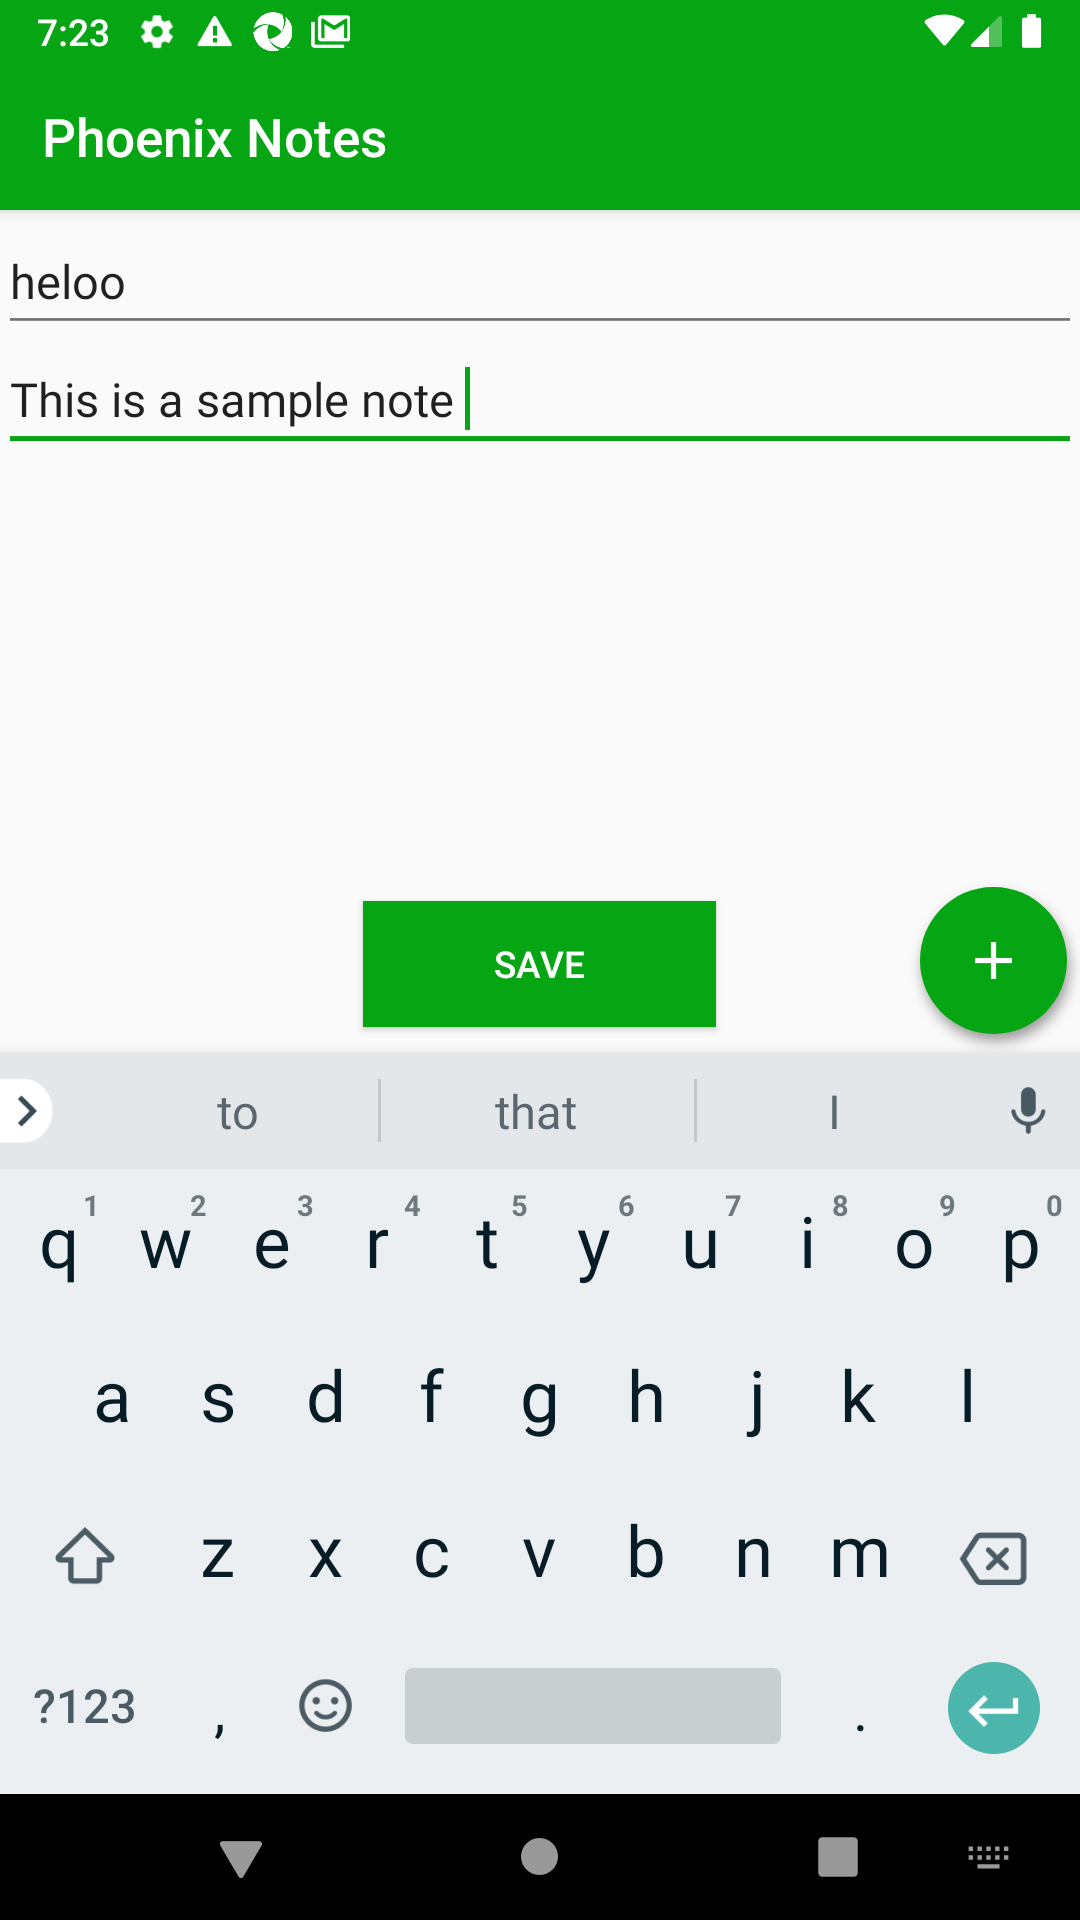 7:23
Phoenix Notes
heloo
This is a sample note
SAVE
+
to that I
1 2 3 4 5 6 7 8 9 0
q w e r t y u i o p
a s d f g h j k l
z x c v b n m
?123 , .